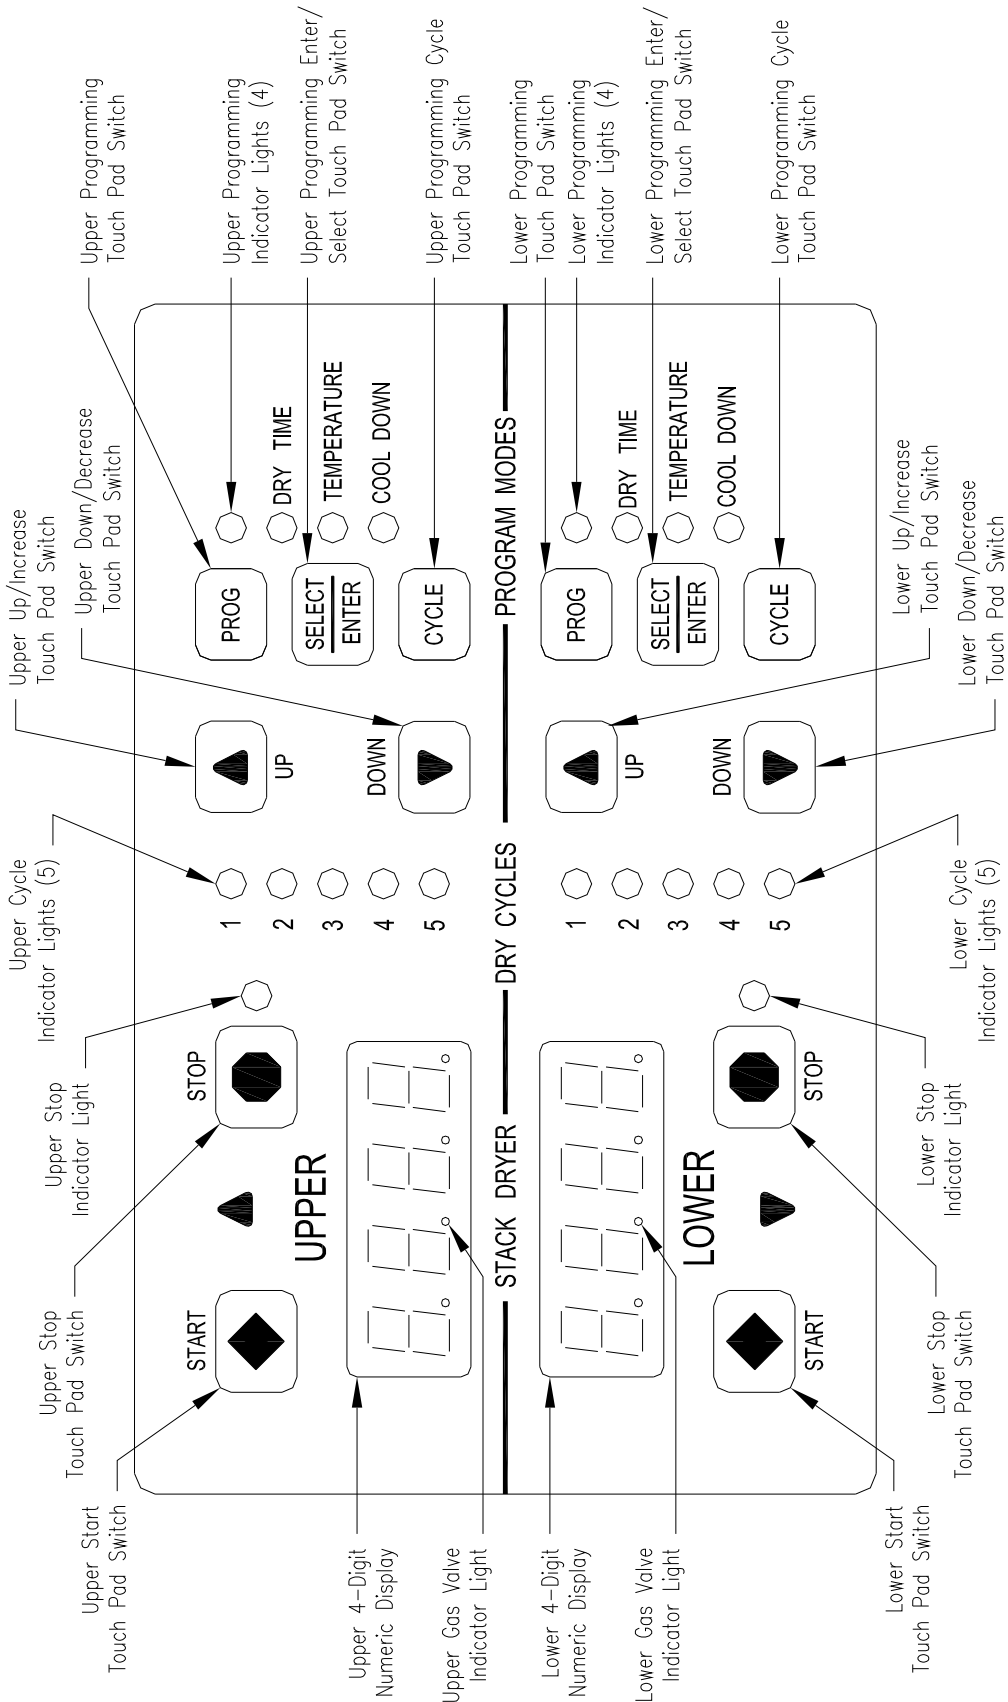 Upper Start
Touch Pad Switch
Upper Stop
Touch Pad Switch
Upper Stop
Indicator Light
Upper Cycle
Indicator Lights (5)
Upper Up/Increase
Touch Pad Switch
Upper Down/Decrease
Touch Pad Switch
Upper Programming
Touch Pad Switch
Upper Programming
Indicator Lights (4)
Upper Programming Enter/
Select Touch Pad Switch
Upper Programming Cycle
Touch Pad Switch
Lower Programming
Touch Pad Switch
Lower Programming
Indicator Lights (4)
Lower Programming Enter/
Select Touch Pad Switch
Lower Programming Cycle
Touch Pad Switch
Upper 4-Digit
Numeric Display
Upper Gas Valve
Indicator Light
Lower 4-Digit
Numeric Display
Lower Gas Valve
Indicator Light
START
STOP
UPPER
1
2
3
4
5
UP
DOWN
PROG
SELECT
ENTER
CYCLE
DRY TIME
TEMPERATURE
COOL DOWN
STACK DRYER
DRY CYCLES
PROGRAM MODES
LOWER
START
STOP
1
2
3
4
5
UP
DOWN
PROG
SELECT
ENTER
CYCLE
DRY TIME
TEMPERATURE
COOL DOWN
Lower Start
Touch Pad Switch
Lower Stop
Touch Pad Switch
Lower Stop
Indicator Light
Lower Cycle
Indicator Lights (5)
Lower Up/Increase
Touch Pad Switch
Lower Down/Decrease
Touch Pad Switch